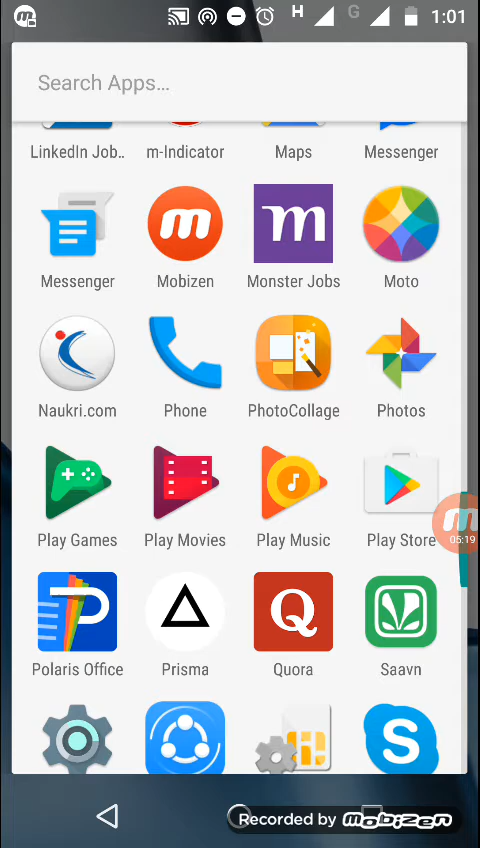 H G 1:01
Search Apps...
LinkedIn Job.. m-Indicator Maps Messenger
Messenger Mobizen Monster Jobs Moto
Naukri.com Phone PhotoCollage Photos
Play Games Play Movies Play Music Play Store
05:19
Polaris Office Prisma Quora Saavn
Recorded by mobizen